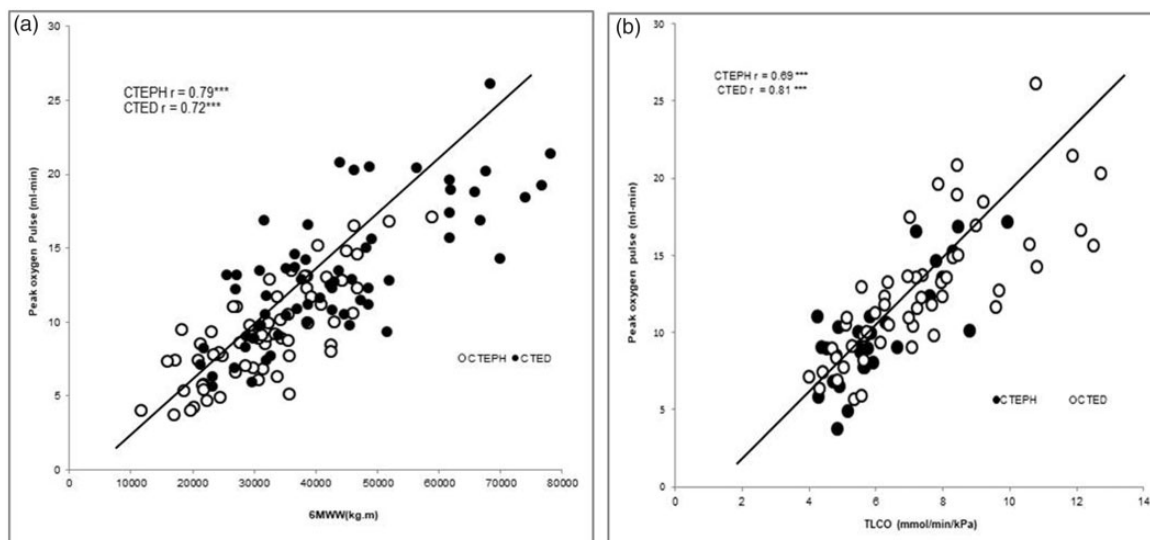 (a)
30
25
20
15
10
5
0
Peak oxygen Pulse (ml-min)
CTEPH r = 0.79***
CTED r = 0.72***
CTEPH CTED
0 10000 20000 30000 40000 50000 60000 70000 80000
6MWW(kg.m)
(b)
30
25
20
15
10
5
0
Peak oxygen pulse (ml-min)
CTEPH r = 0.69 ***
CTED r = 0.81 ***
CTEPH CTED
0 2 4 6 8 10 12 14
TLCO (mmol/min/kPa)